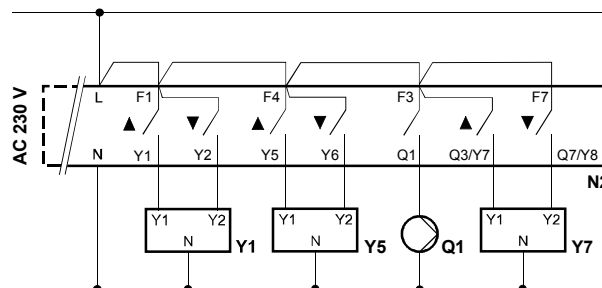 AC 230 V
L F1 F4 F3 F7
N Y1 Y2 Y5 Y6 Q1 Q3/Y7 Q7/Y8
N2
Y1 Y2 Y1 Y2 Y1 Y2
N Y1 N Y5 Q1 N Y7